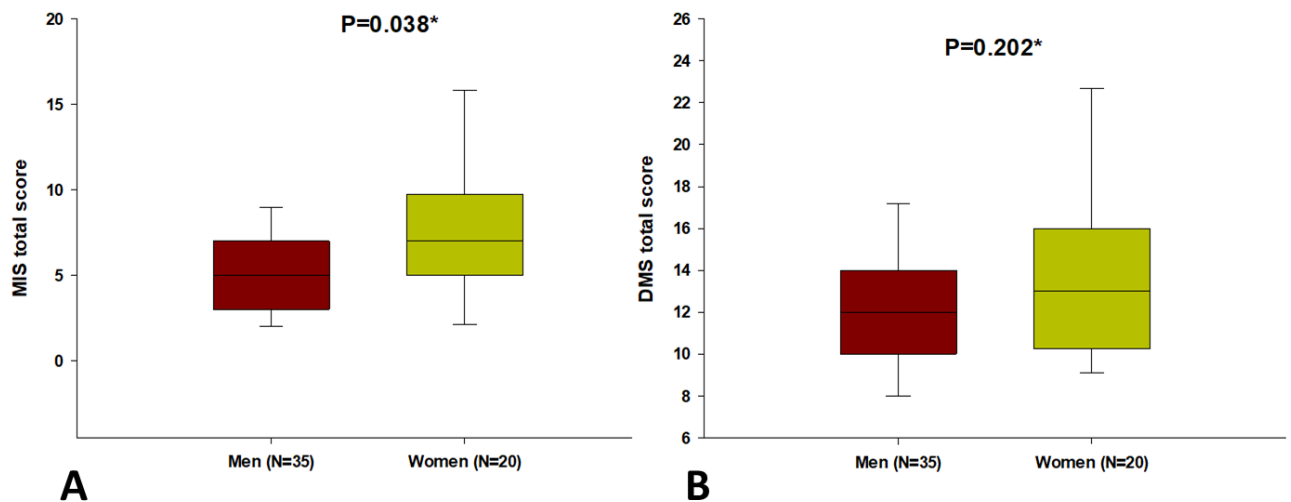 P=0.038*
MIS total score
20
15
10
5
0
Men (N=35)
Women (N=20)
A
P=0.202*
DMS total score
26
24
22
20
18
16
14
12
10
8
6
Men (N=35)
Women (N=20)
B